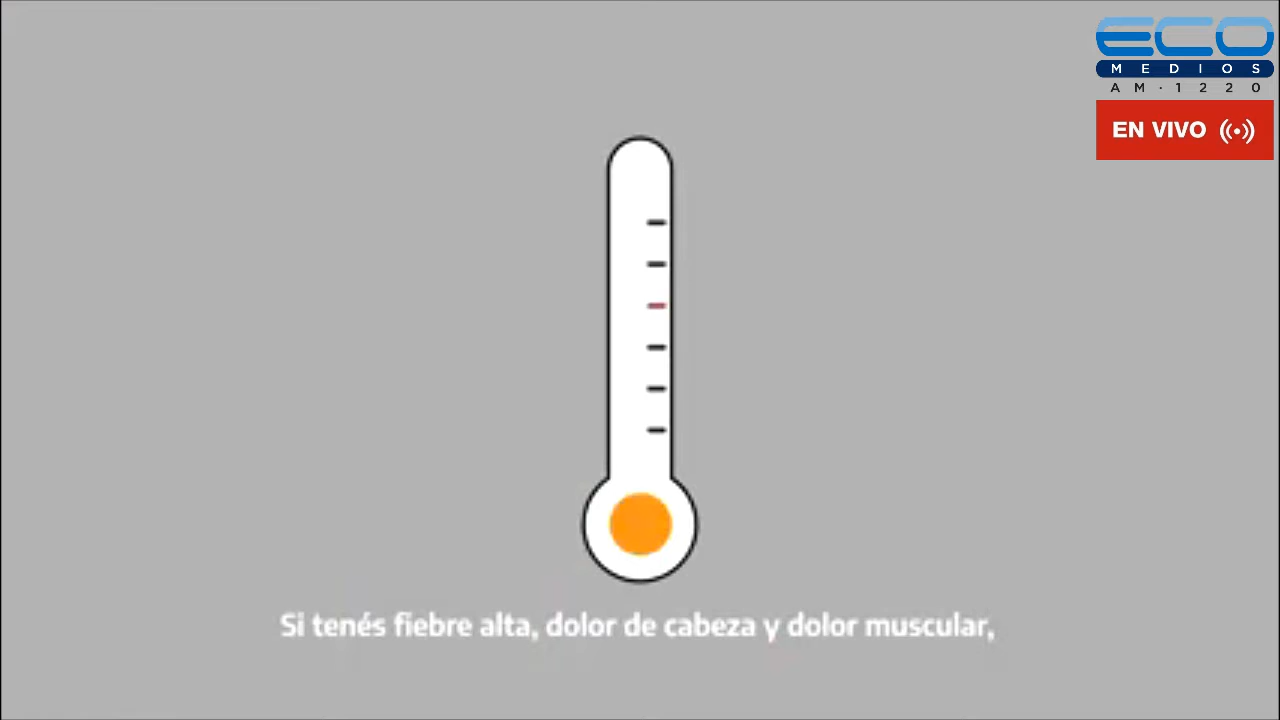 ECO
MEDIOS
AM·1220
EN VIVO
Si tenés fiebre alta, dolor de cabeza y dolor muscular,